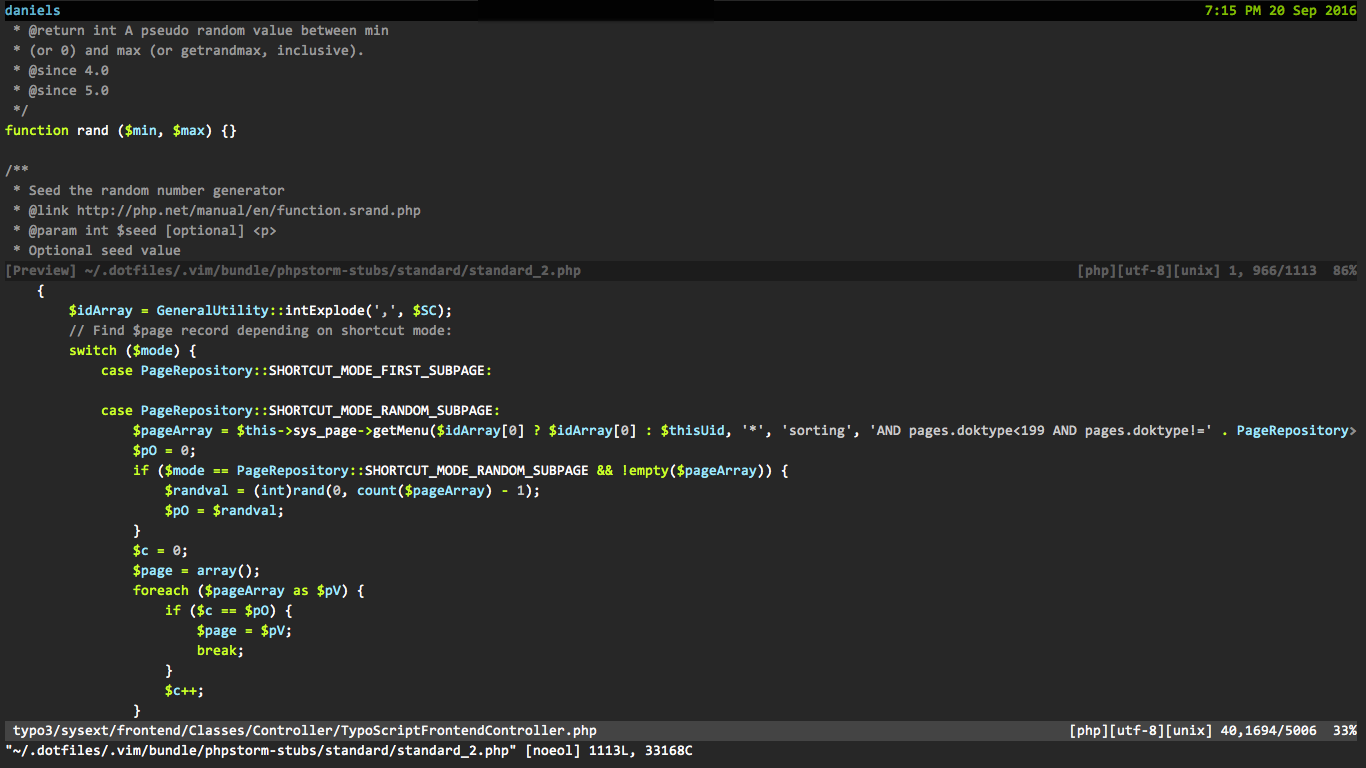 daniels 7:15 PM 20 Sep 2016
 * @return int A pseudo random value between min
 * (or 0) and max (or getrandmax, inclusive).
 * @since 4.0
 * @since 5.0
 */
function rand ($min, $max) {}

/**
 * Seed the random number generator
 * @link http://php.net/manual/en/function.srand.php
 * @param int $seed [optional] <p>
 * Optional seed value
[Preview] ~/.dotfiles/.vim/bundle/phpstorm-stubs/standard/standard_2.php [php][utf-8][unix] 1, 966/1113 86%
    {
        $idArray = GeneralUtility::intExplode(',', $SC);
        // Find $page record depending on shortcut mode:
        switch ($mode) {
            case PageRepository::SHORTCUT_MODE_FIRST_SUBPAGE:

            case PageRepository::SHORTCUT_MODE_RANDOM_SUBPAGE:
                $pageArray = $this->sys_page->getMenu($idArray[0] ? $idArray[0] : $thisUid, '*', 'sorting', 'AND pages.doktype<199 AND pages.doktype!=' . PageRepository>
                $pO = 0;
                if ($mode == PageRepository::SHORTCUT_MODE_RANDOM_SUBPAGE && !empty($pageArray)) {
                    $randval = (int)rand(0, count($pageArray) - 1);
                    $pO = $randval;
                }
                $c = 0;
                $page = array();
                foreach ($pageArray as $pV) {
                    if ($c == $pO) {
                        $page = $pV;
                        break;
                    }
                    $c++;
                }
 typo3/sysext/frontend/Classes/Controller/TypoScriptFrontendController.php [php][utf-8][unix] 40,1694/5006 33%
"~/.dotfiles/.vim/bundle/phpstorm-stubs/standard/standard_2.php" [noeol] 1113L, 33168C